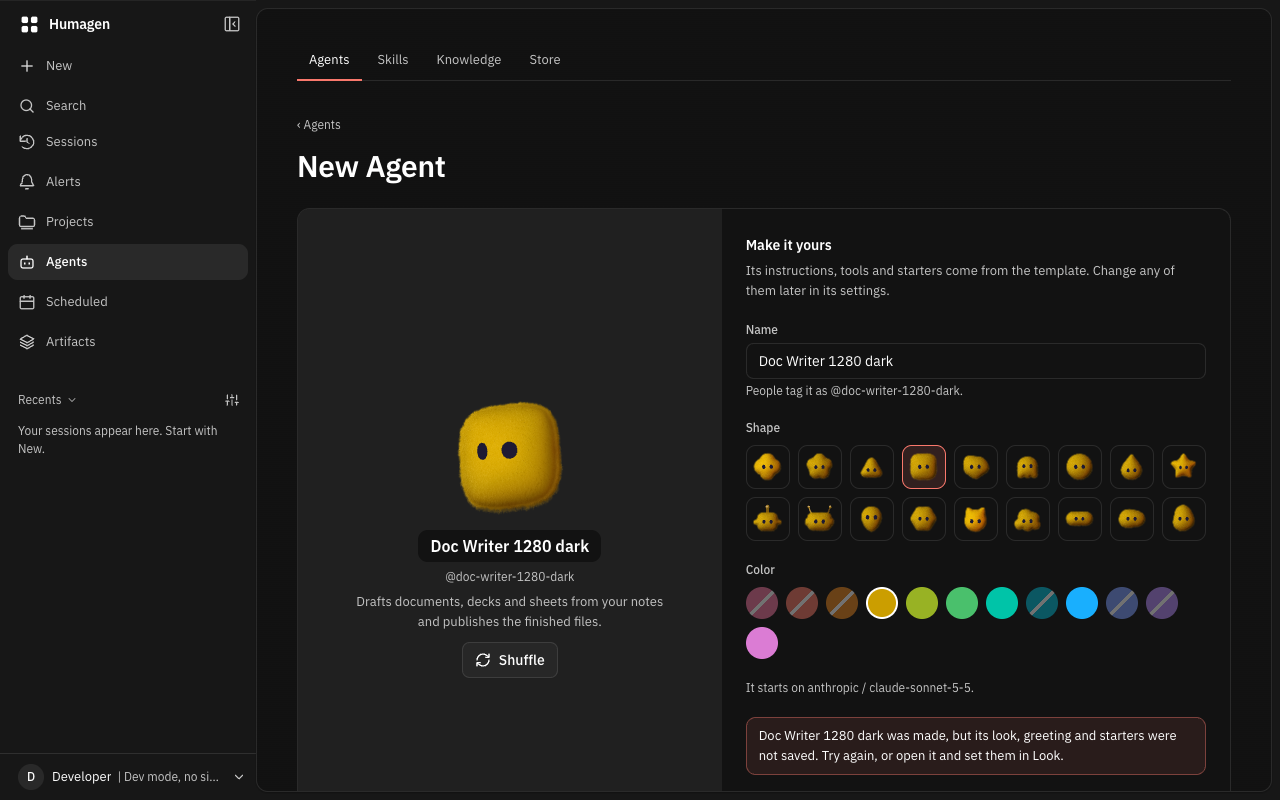 Humagen
New
Search
Sessions
Alerts
Projects
Agents
Scheduled
Artifacts
Recents
Your sessions appear here. Start with
New.
D Developer | Dev mode, no si...
Agents Skills Knowledge Store
‹ Agents
New Agent
Doc Writer 1280 dark
@doc-writer-1280-dark
Drafts documents, decks and sheets from your notes
and publishes the finished files.
Shuffle
Make it yours
Its instructions, tools and starters come from the template. Change any of
them later in its settings.
Name
Doc Writer 1280 dark
People tag it as @doc-writer-1280-dark.
Shape
Color
It starts on anthropic / claude-sonnet-5-5.
Doc Writer 1280 dark was made, but its look, greeting and starters were
not saved. Try again, or open it and set them in Look.